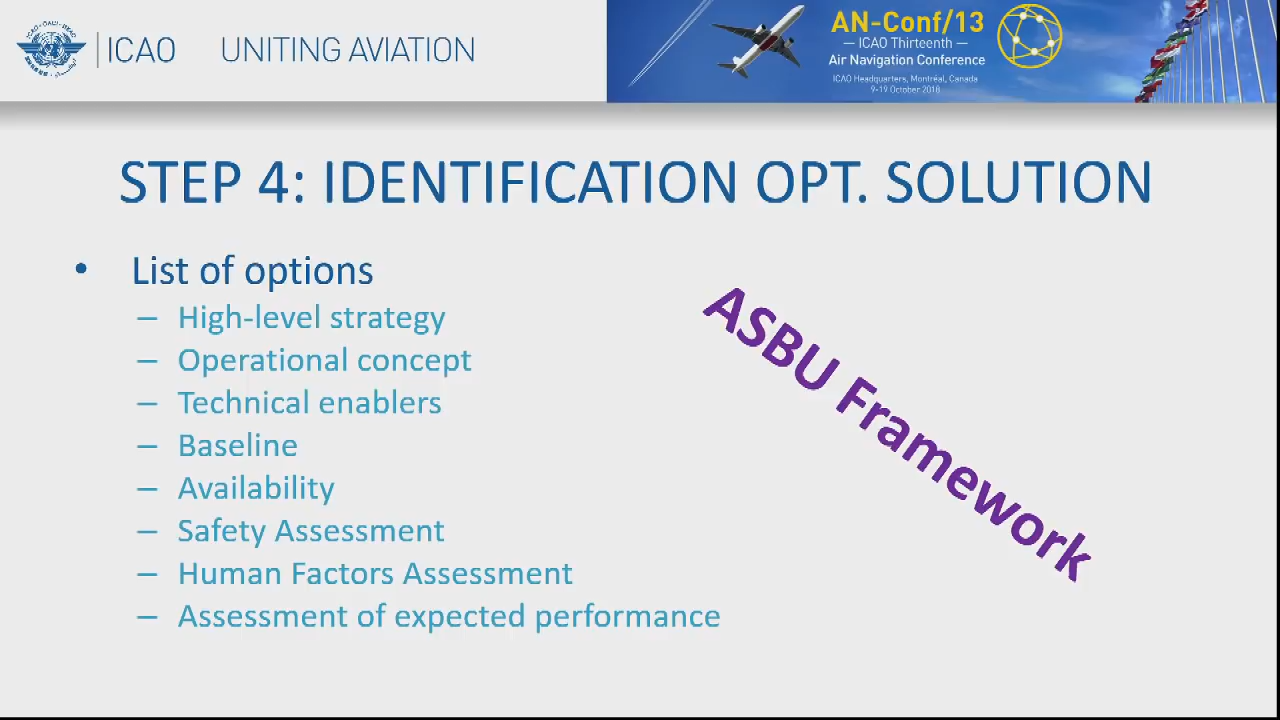 ICAO UNITING AVIATION
AN-Conf/13
— ICAO Thirteenth —
Air Navigation Conference
ICAO Headquarters, Montréal, Canada
9-19 October 2018
STEP 4: IDENTIFICATION OPT. SOLUTION
• List of options
– High-level strategy
– Operational concept
– Technical enablers
– Baseline
– Availability
– Safety Assessment
– Human Factors Assessment
– Assessment of expected performance
ASBU Framework